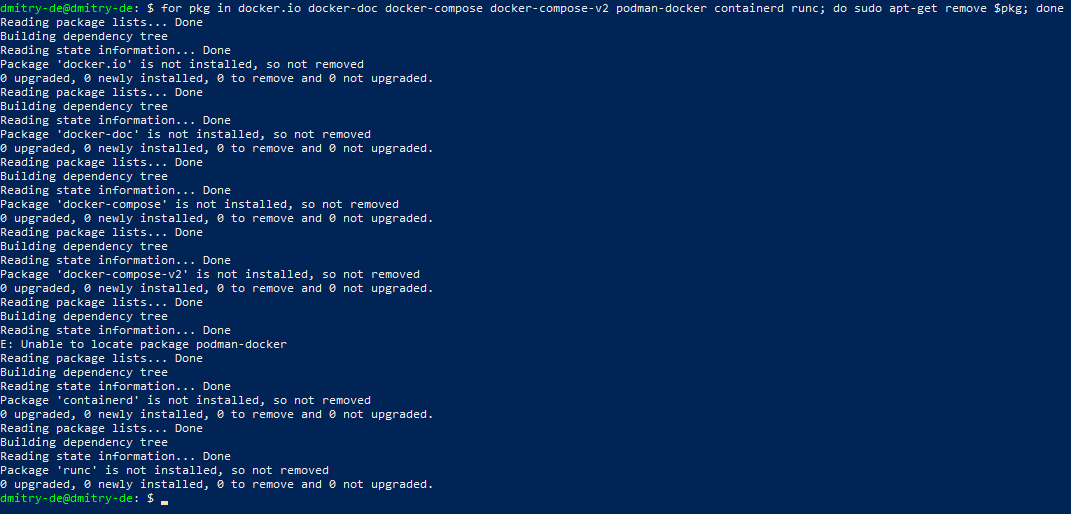 dmitry-de@dmitry-de: $ for pkg in docker.io docker-doc docker-compose docker-compose-v2 podman-docker containerd runc; do sudo apt-get remove $pkg; done
Reading package lists... Done
Building dependency tree
Reading state information... Done
Package 'docker.io' is not installed, so not removed
0 upgraded, 0 newly installed, 0 to remove and 0 not upgraded.
Reading package lists... Done
Building dependency tree
Reading state information... Done
Package 'docker-doc' is not installed, so not removed
0 upgraded, 0 newly installed, 0 to remove and 0 not upgraded.
Reading package lists... Done
Building dependency tree
Reading state information... Done
Package 'docker-compose' is not installed, so not removed
0 upgraded, 0 newly installed, 0 to remove and 0 not upgraded.
Reading package lists... Done
Building dependency tree
Reading state information... Done
Package 'docker-compose-v2' is not installed, so not removed
0 upgraded, 0 newly installed, 0 to remove and 0 not upgraded.
Reading package lists... Done
Building dependency tree
Reading state information... Done
E: Unable to locate package podman-docker
Reading package lists... Done
Building dependency tree
Reading state information... Done
Package 'containerd' is not installed, so not removed
0 upgraded, 0 newly installed, 0 to remove and 0 not upgraded.
Reading package lists... Done
Building dependency tree
Reading state information... Done
Package 'runc' is not installed, so not removed
0 upgraded, 0 newly installed, 0 to remove and 0 not upgraded.
dmitry-de@dmitry-de: $